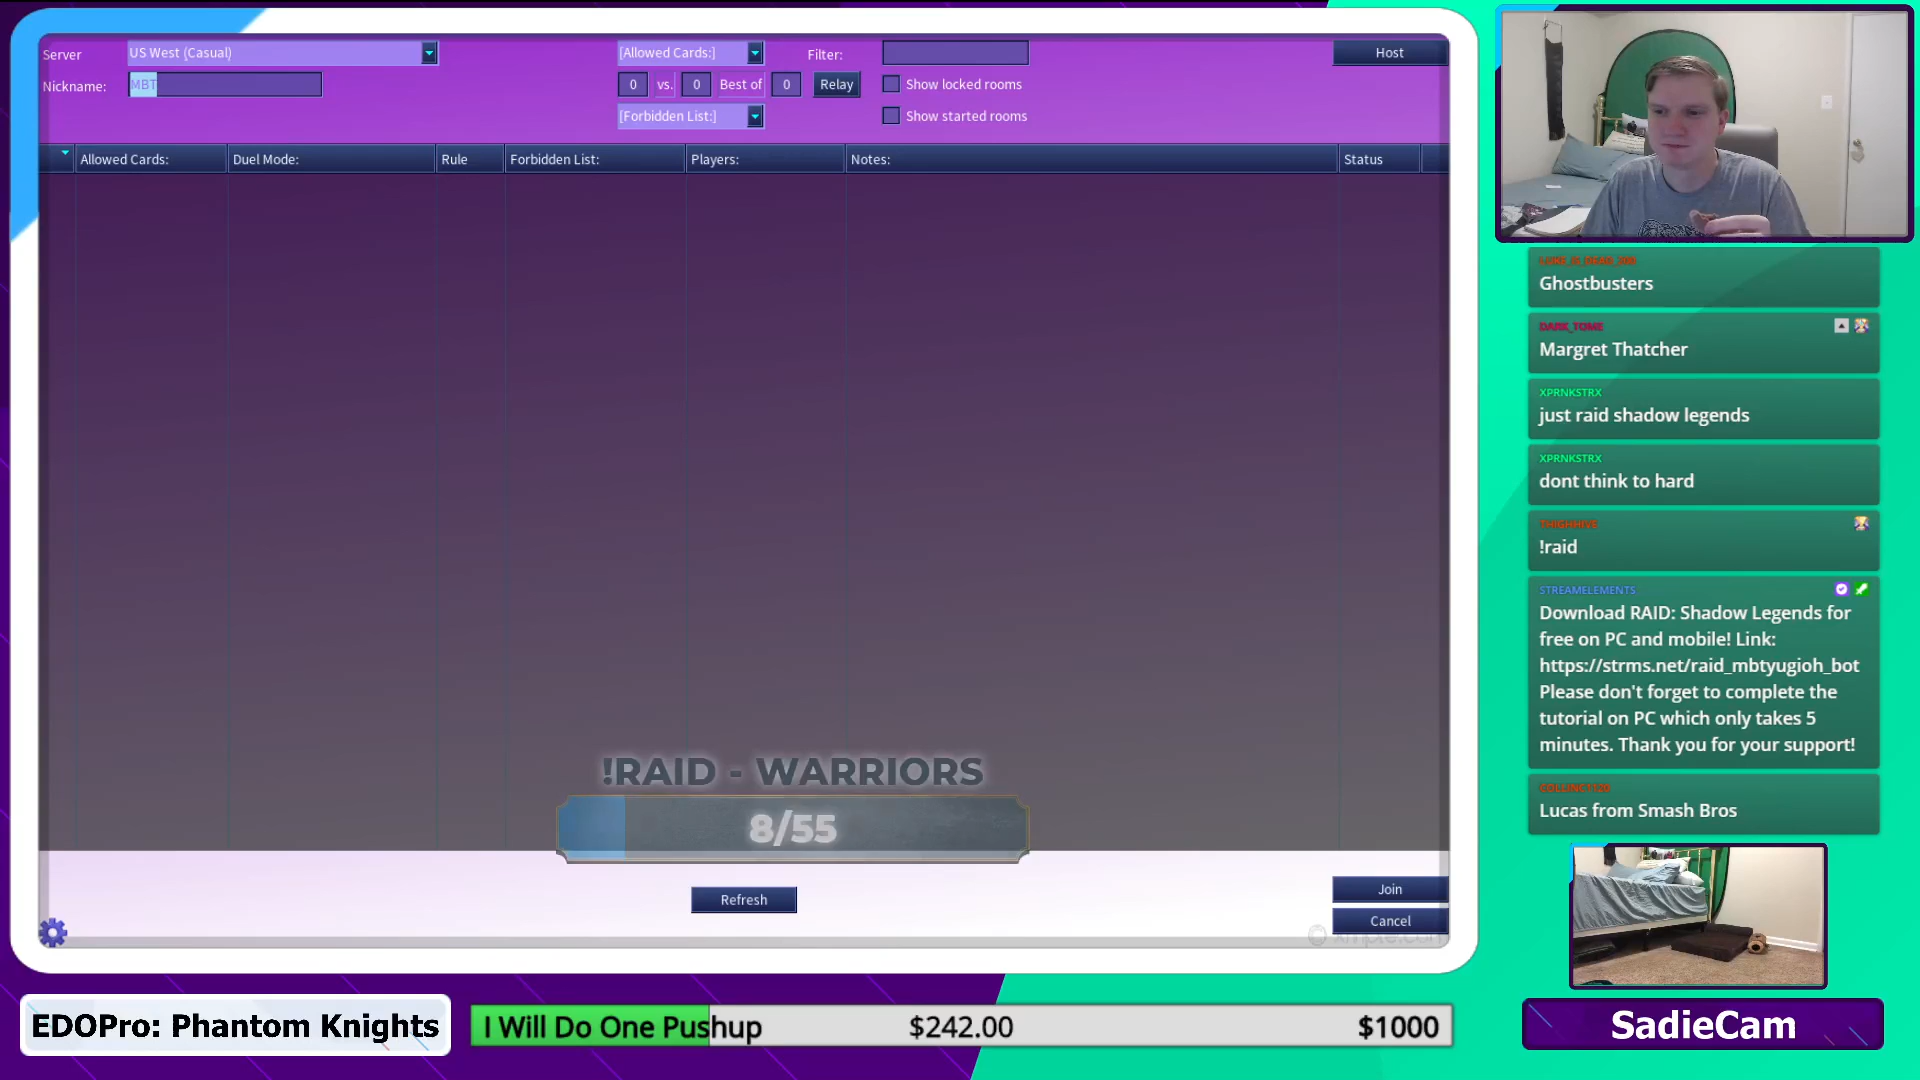 Server
US West (Casual)
[Allowed Cards:]
Filter:
Host
Nickname:
MBT
0 vs. 0 Best of 0
Relay
Show locked rooms
[Forbidden List:]
Show started rooms
Allowed Cards:
Duel Mode:
Rule
Forbidden List:
Players:
Notes:
Status
Ghostbusters
DARK_TOME
Margret Thatcher
XPRNKSTRX
just raid shadow legends
XPRNKSTRX
dont think to hard
THIGHHIVE
!raid
STREAMELEMENTS
Download RAID: Shadow Legends for
free on PC and mobile! Link:
https://strms.net/raid_mbtyugioh_bot
Please don't forget to complete the
tutorial on PC which only takes 5
minutes. Thank you for your support!
Lucas from Smash Bros
!RAID - WARRIORS
8/55
Refresh
Join
Cancel
EDOPro: Phantom Knights
I Will Do One Pushup
$242.00
$1000
SadieCam